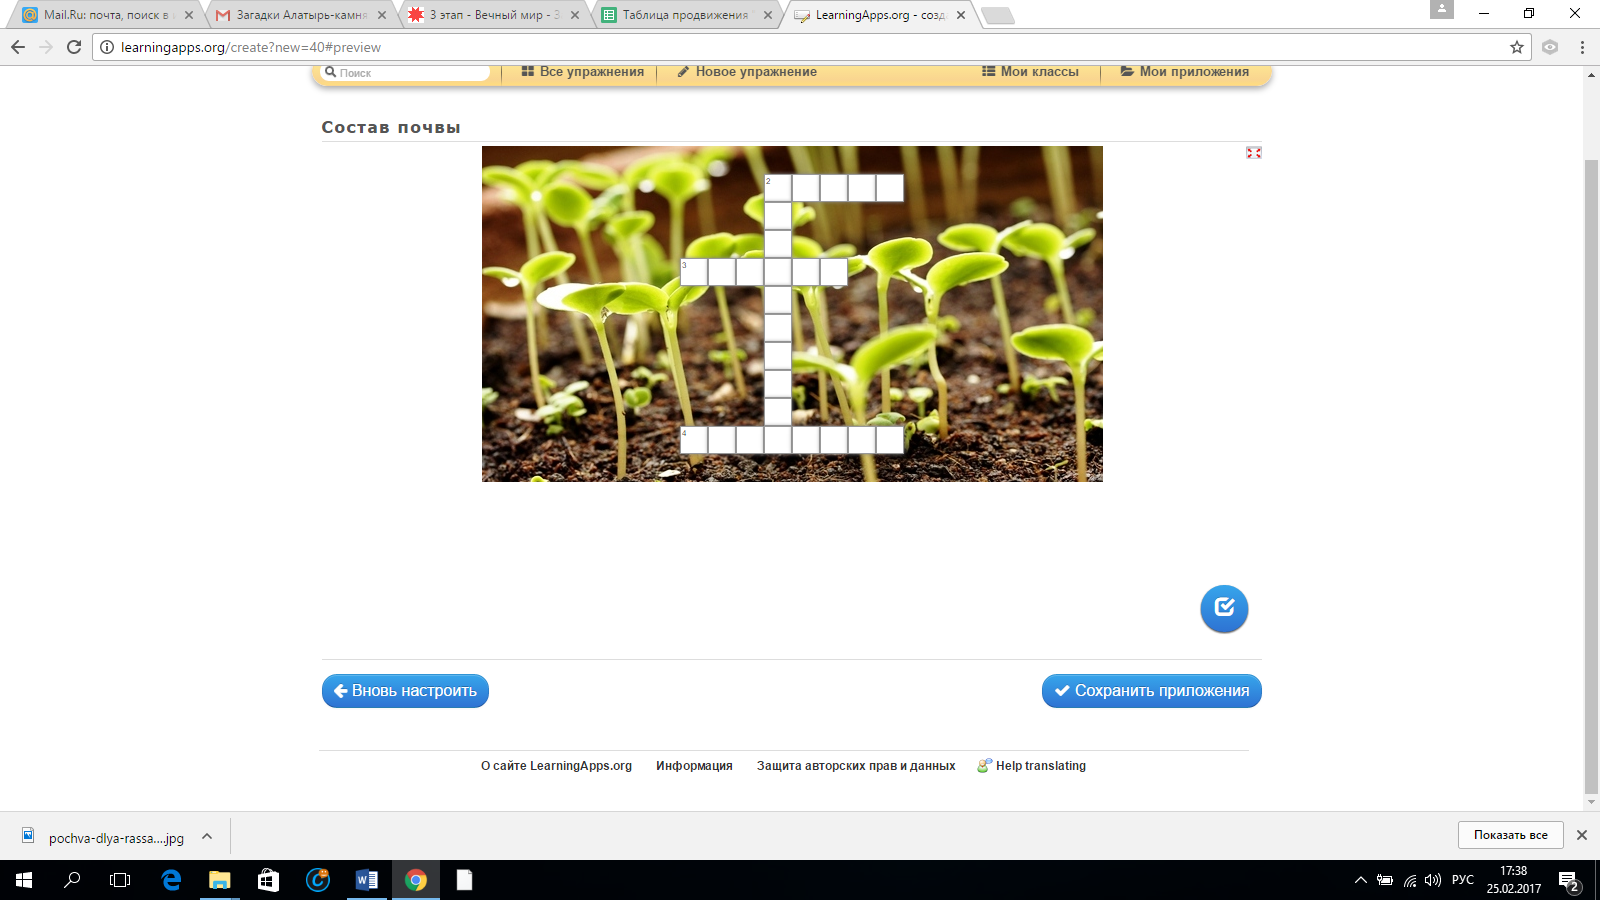 Mail.Ru: почта, поиск в
Загадки Алатырь-камня
3 этап - Вечный мир - З
Таблица продвижения
LearningApps.org - созд
learningapps.org/create?new=40#preview
Поиск
Все упражнения
Новое упражнение
Мои классы
Мои приложения
Состав почвы
2
3
4
Вновь настроить
Сохранить приложения
О сайте LearningApps.org
Информация
Защита авторских прав и данных
Help translating
pochva-dlya-rassa....jpg
Показать все
РУС
17:38
25.02.2017
2